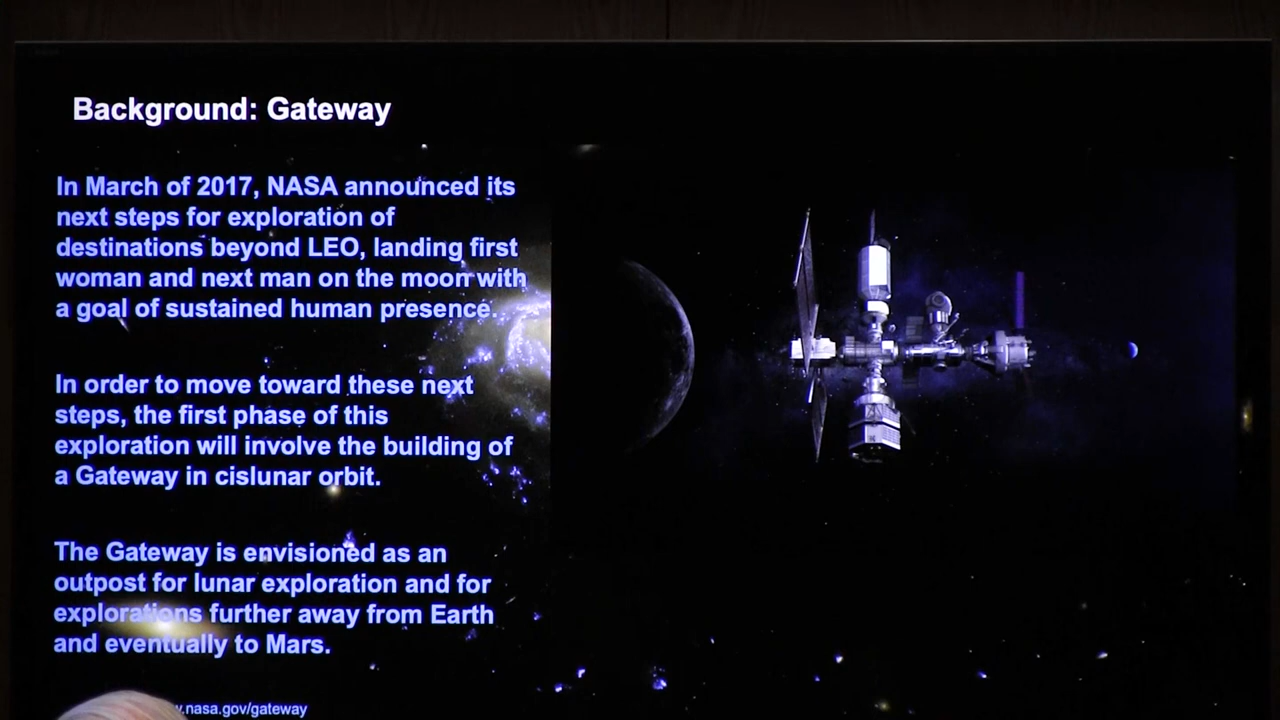 Background: Gateway
In March of 2017, NASA announced its
next steps for exploration of
destinations beyond LEO, landing first
woman and next man on the moon with
a goal of sustained human presence.
In order to move toward these next
steps, the first phase of this
exploration will involve the building of
a Gateway in cislunar orbit.
The Gateway is envisioned as an
outpost for lunar exploration and for
explorations further away from Earth
and eventually to Mars.
.nasa.gov/gateway